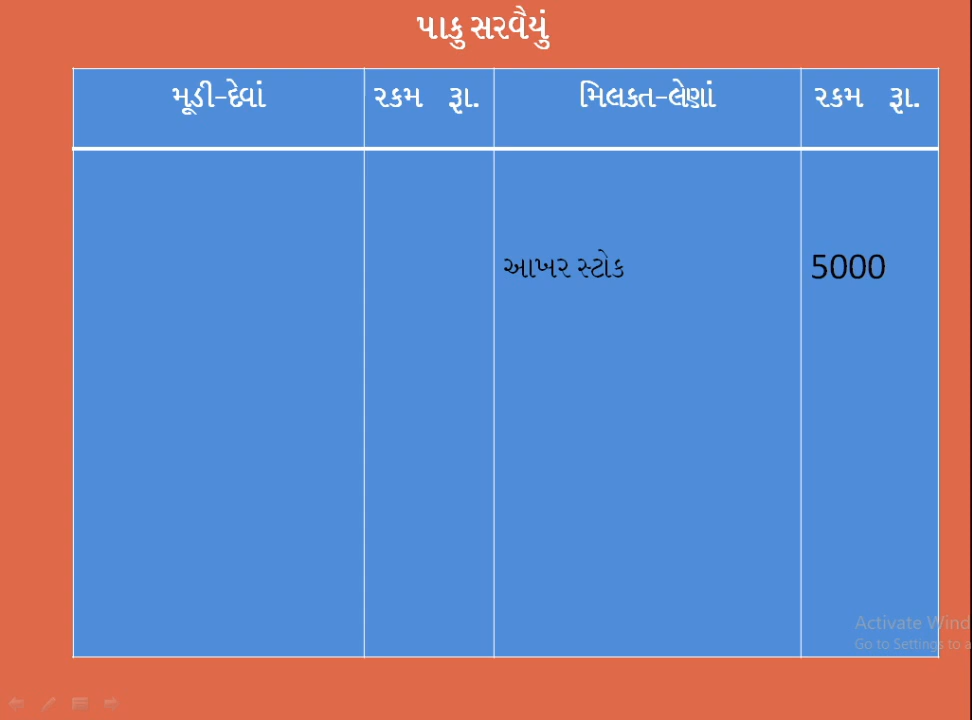 પાકુ સરવૈયું
મૂડી-દેવાં રકમ રૂા. મિલકત-લેણાં રકમ રૂા.
આખર સ્ટોક 5000
Activate Wind
Go to Settings to a